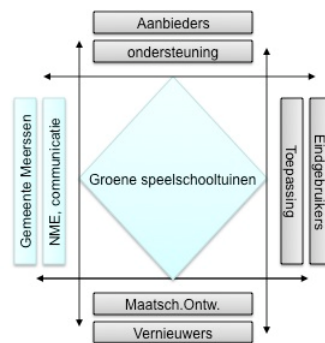 Aanbieders
ondersteuning
Gemeente Meerssen
NME, communicatie
Groene speelschooltuinen
Toepassing
Eindgebruikers
Maatsch.Ontw.
Vernieuwers